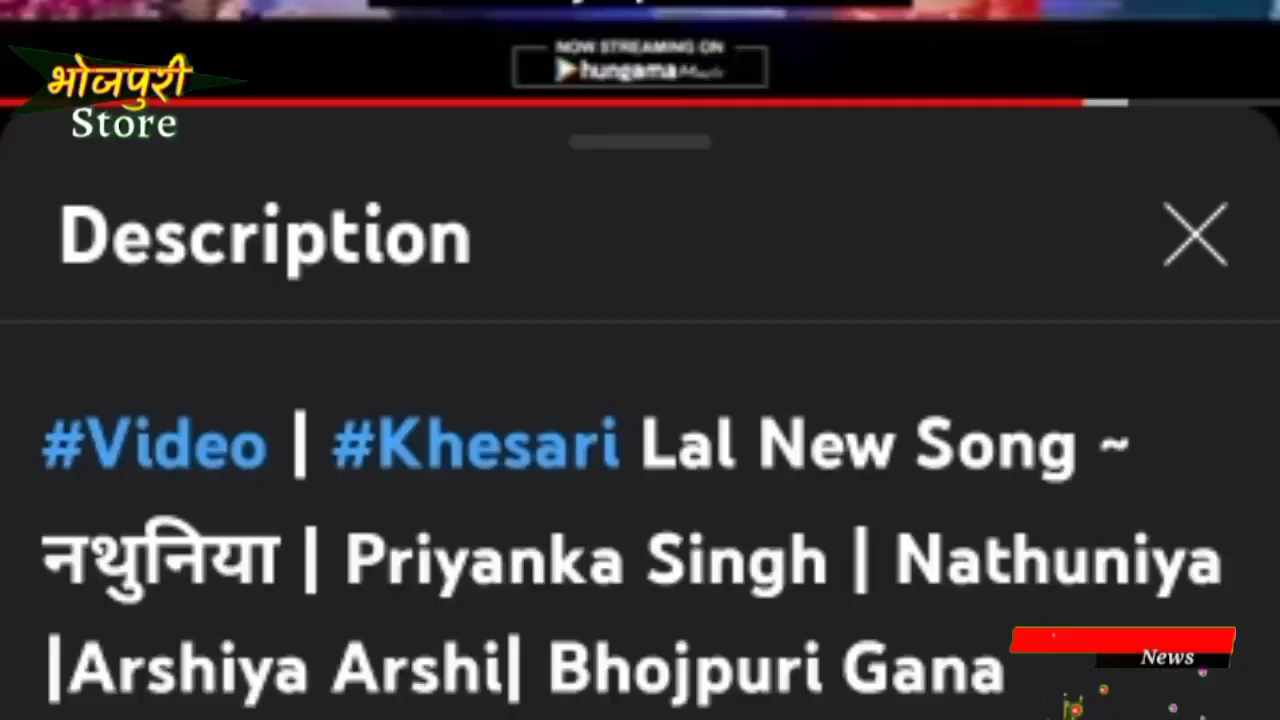 NOW STREAMING ON
hungama Music
भोजपुरी
Store
Description
#Video | #Khesari Lal New Song ~
नथुनिया | Priyanka Singh | Nathuniya
|Arshiya Arshi| Bhojpuri Gana
News